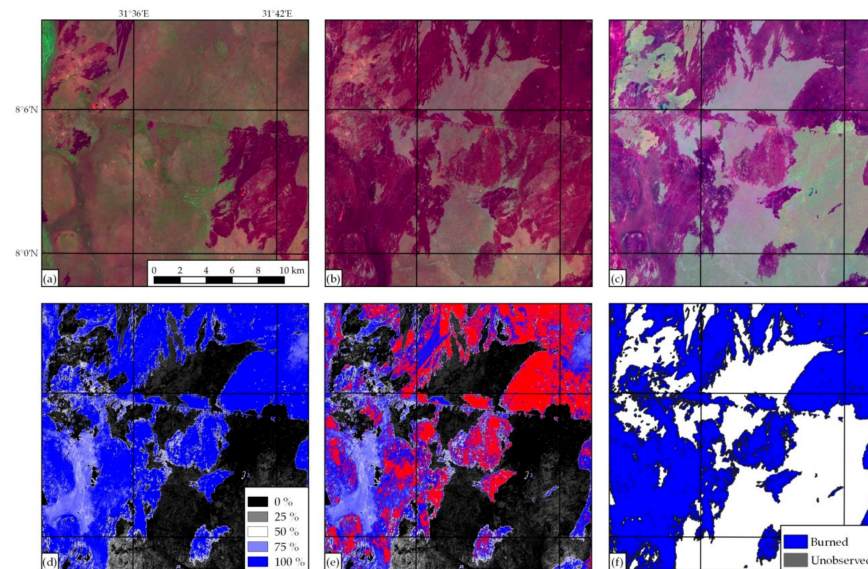 31°36'E 31°42'E
8°6'N
8°0'N
0 2 4 6 8 10
km
(a) (b) (c)
0 %
25 %
50 %
75 %
100 %
Burned
Unobserved
(d) (e) (f)